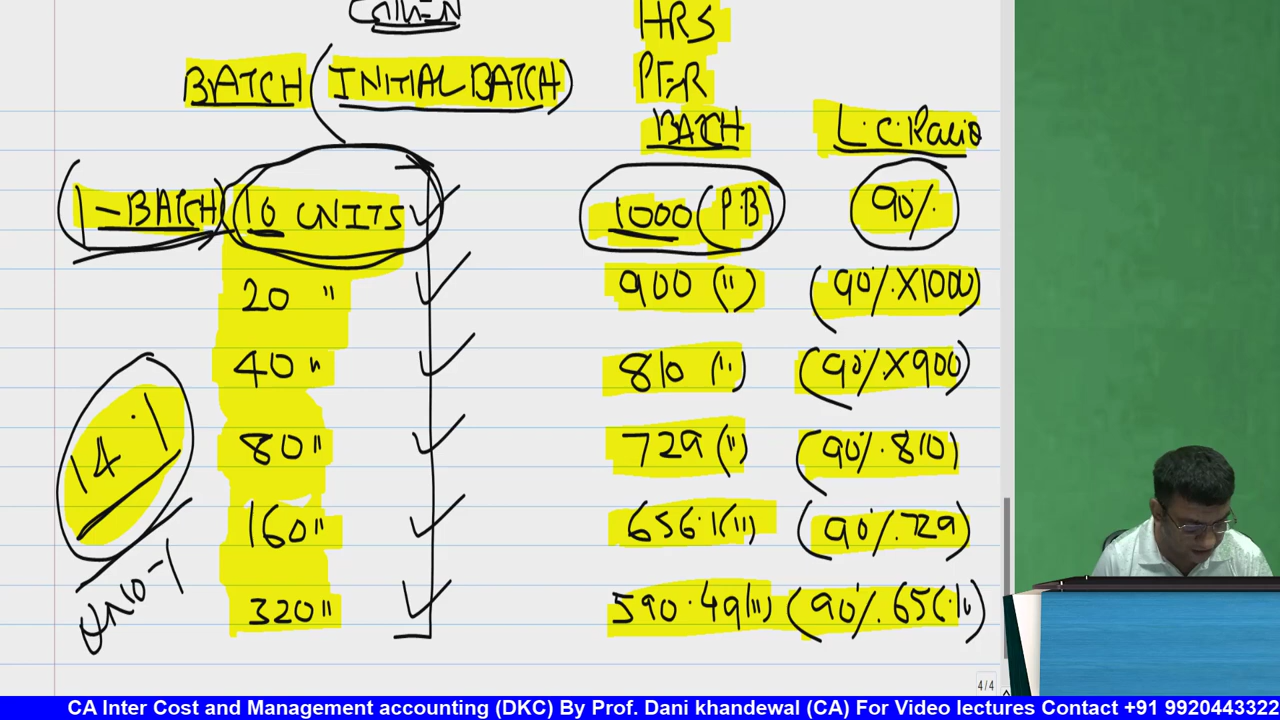 HRS
BATCH (INITIAL BATCH) PER
BATCH L.C.Ratio
(1-BATCH) 10 UNITS 1000 (P.B) 90%
20 " 900 (") (90% X1000)
40 " 810 (") (90% X900)
14.1 80 " 729 (") (90%.810)
160 " 656.1(") (90%.729)
320 " 590.49(") (90%.656.1")
4/4
CA Inter Cost and Management accounting (DKC) By Prof. Dani khandewal (CA) For Video lectures Contact +91 9920443322